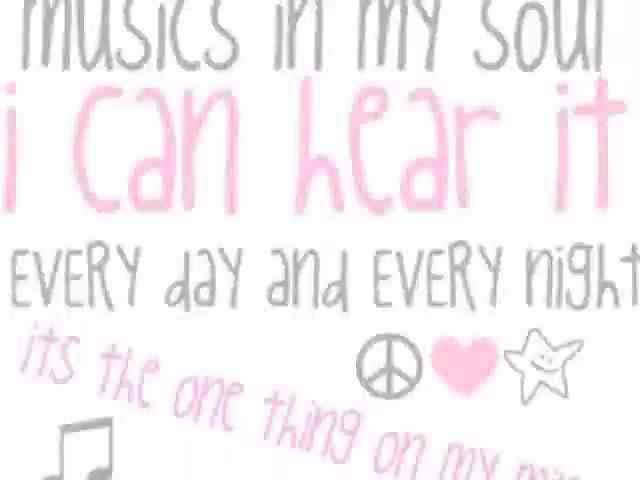 musics in my soul
i can hear it
EVERY day and EVERY night
its the one thing on my